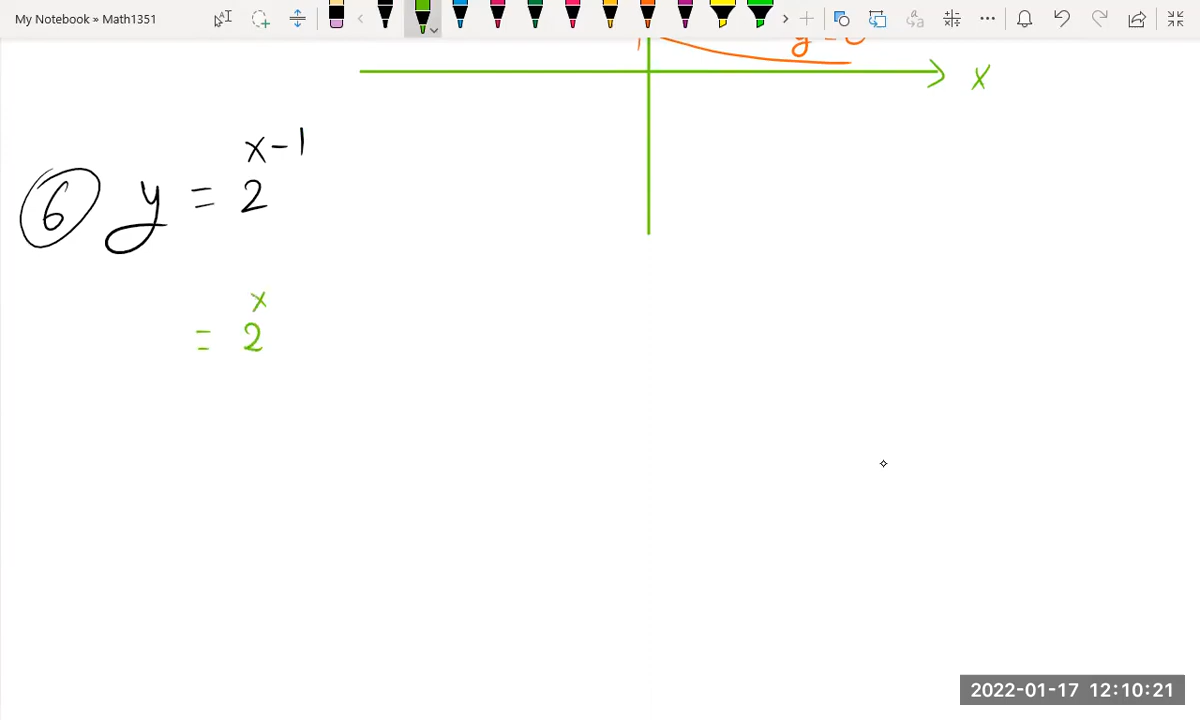 My Notebook » Math1351
x
⑥ y = 2^{x-1}
= 2^x
2022-01-17 12:10:21